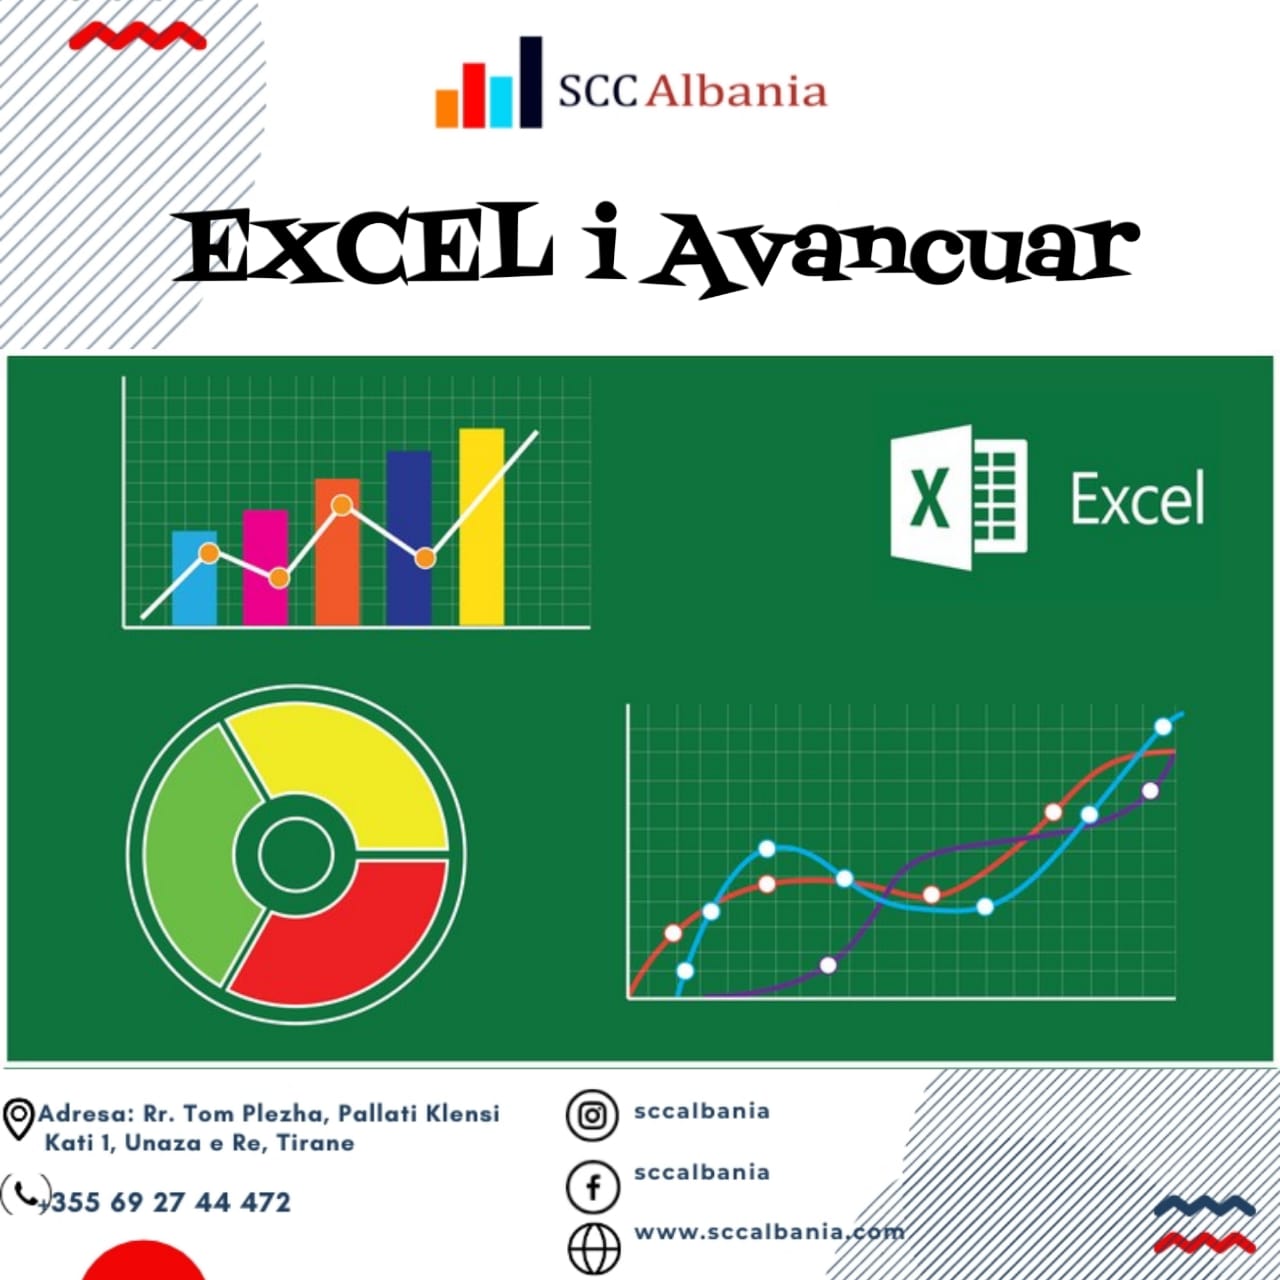 SCC Albania
EXCEL i Avancuar
X Excel
Adresa: Rr. Tom Plezha, Pallati Klensi
Kati 1, Unaza e Re, Tirane
+355 69 27 44 472
sccalbania
sccalbania
www.sccalbania.com